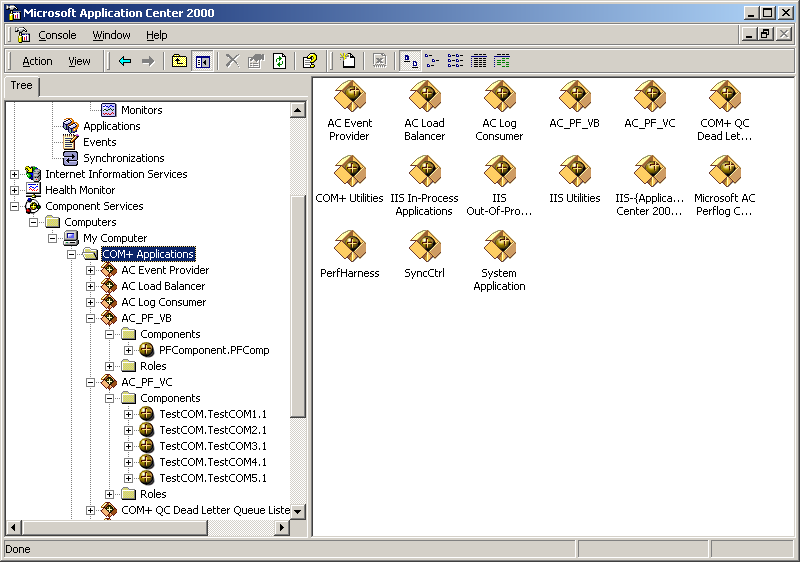 Microsoft Application Center 2000
Console Window Help
Action View
Tree
Monitors
Applications
Events
Synchronizations
Internet Information Services
Health Monitor
Component Services
Computers
My Computer
COM+ Applications
AC Event Provider
AC Load Balancer
AC Log Consumer
AC_PF_VB
Components
PFComponent.PFComp
Roles
AC_PF_VC
Components
TestCOM.TestCOM1.1
TestCOM.TestCOM2.1
TestCOM.TestCOM3.1
TestCOM.TestCOM4.1
TestCOM.TestCOM5.1
Roles
COM+ QC Dead Letter Queue Liste
AC Event
Provider
AC Load
Balancer
AC Log
Consumer
AC_PF_VB
AC_PF_VC
COM+ QC
Dead Let...
COM+ Utilities
IIS In-Process
Applications
IIS
Out-Of-Pro...
IIS Utilities
IIS-{Applica...
Center 200...
Microsoft AC
Perflog C...
PerfHarness
SyncCtrl
System
Application
Done